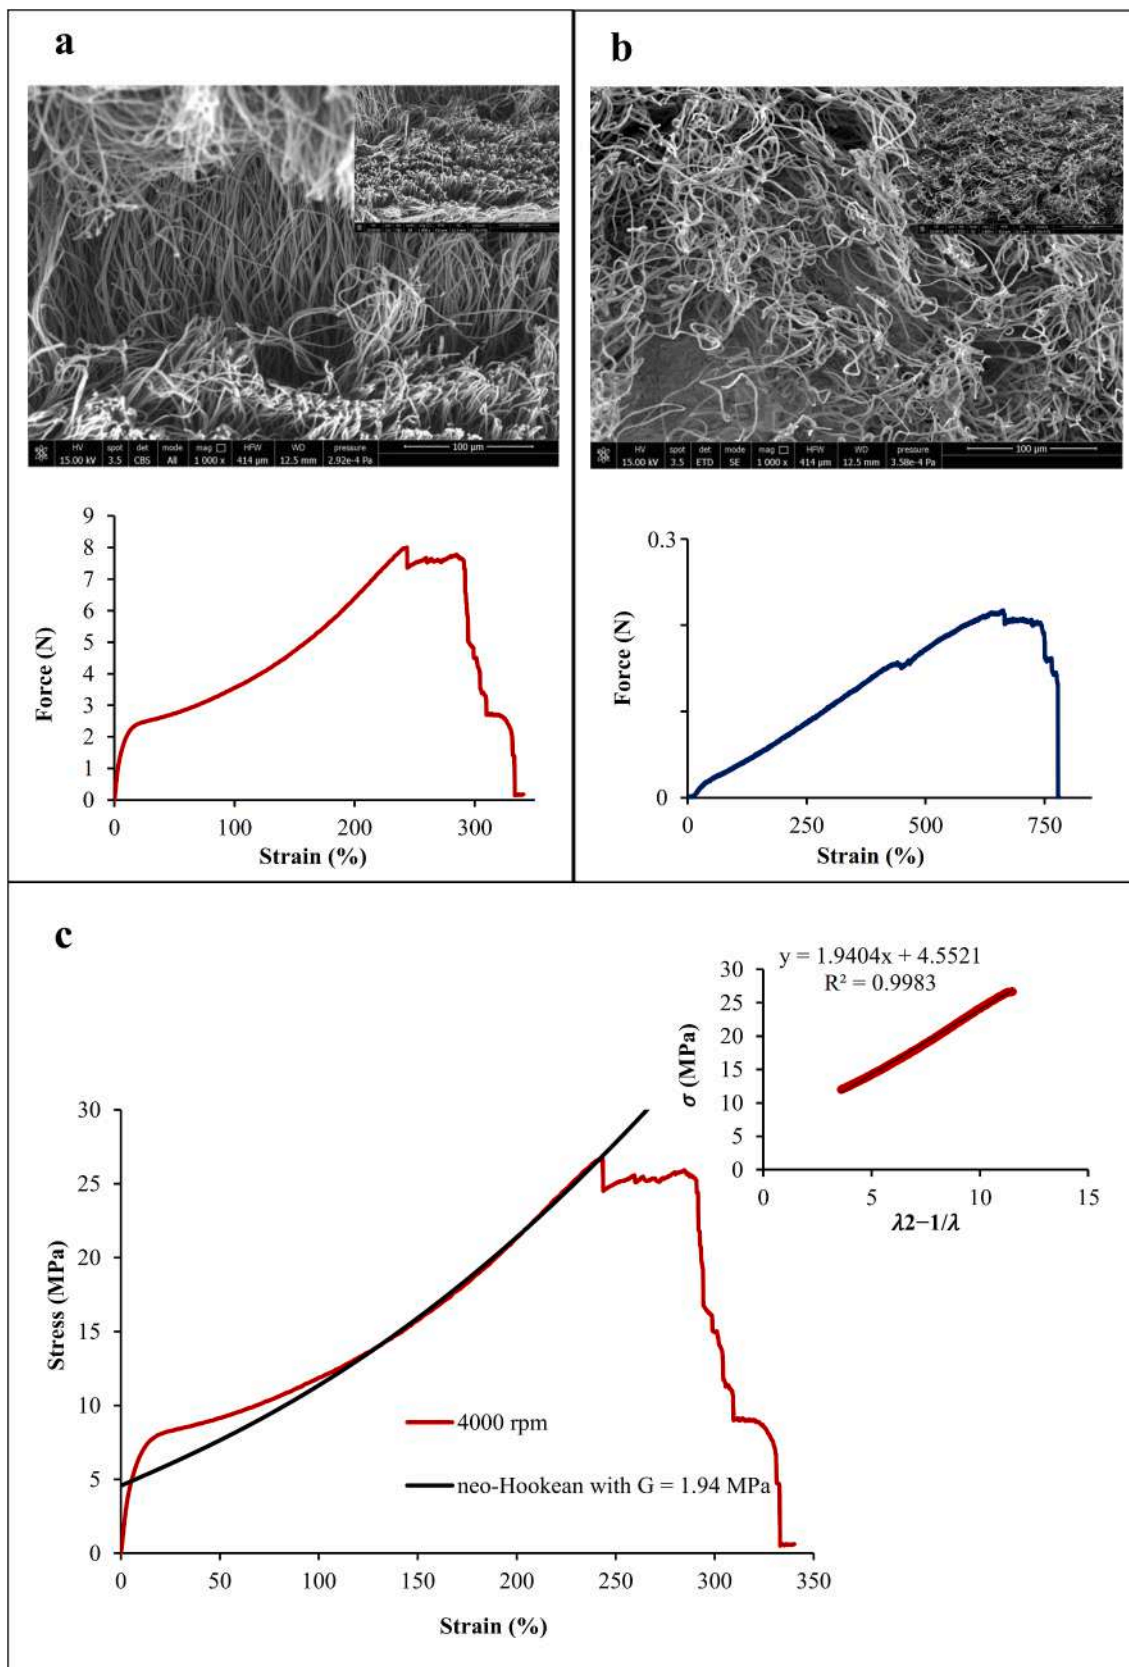 a
HV spot det mode mag □ HFW WD pressure
15.00 kV 3.5 CBS All 1 000 x 414 µm 12.5 mm 2.92e-4 Pa
100 µm
9
8
7
6
5
4
3
2
1
0
Force (N)
0 100 200 300
Strain (%)
b
HV spot det mode mag □ HFW WD pressure
15.00 kV 3.5 ETD SE 1 000 x 414 µm 12.5 mm 3.58e-4 Pa
100 µm
0.3
0
Force (N)
0 250 500 750
Strain (%)
c
y = 1.9404x + 4.5521
R² = 0.9983
30
25
20
15
10
5
0
σ (MPa)
0 5 10 15
λ2−1/λ
30
25
20
15
10
5
0
Stress (MPa)
4000 rpm
neo-Hookean with G = 1.94 MPa
0 50 100 150 200 250 300 350
Strain (%)